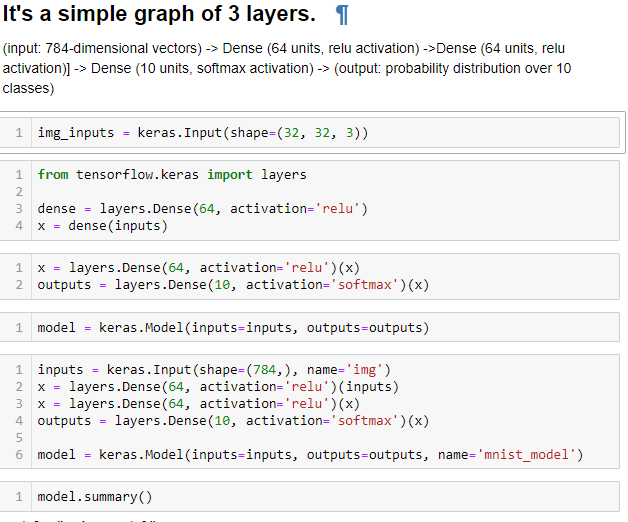 It's a simple graph of 3 layers. ¶
(input: 784-dimensional vectors) -> Dense (64 units, relu activation) ->Dense (64 units, relu
activation)] -> Dense (10 units, softmax activation) -> (output: probability distribution over 10
classes)
1 img_inputs = keras.Input(shape=(32, 32, 3))
1 from tensorflow.keras import layers
2
3 dense = layers.Dense(64, activation='relu')
4 x = dense(inputs)
1 x = layers.Dense(64, activation='relu')(x)
2 outputs = layers.Dense(10, activation='softmax')(x)
1 model = keras.Model(inputs=inputs, outputs=outputs)
1 inputs = keras.Input(shape=(784,), name='img')
2 x = layers.Dense(64, activation='relu')(inputs)
3 x = layers.Dense(64, activation='relu')(x)
4 outputs = layers.Dense(10, activation='softmax')(x)
5
6 model = keras.Model(inputs=inputs, outputs=outputs, name='mnist_model')
1 model.summary()